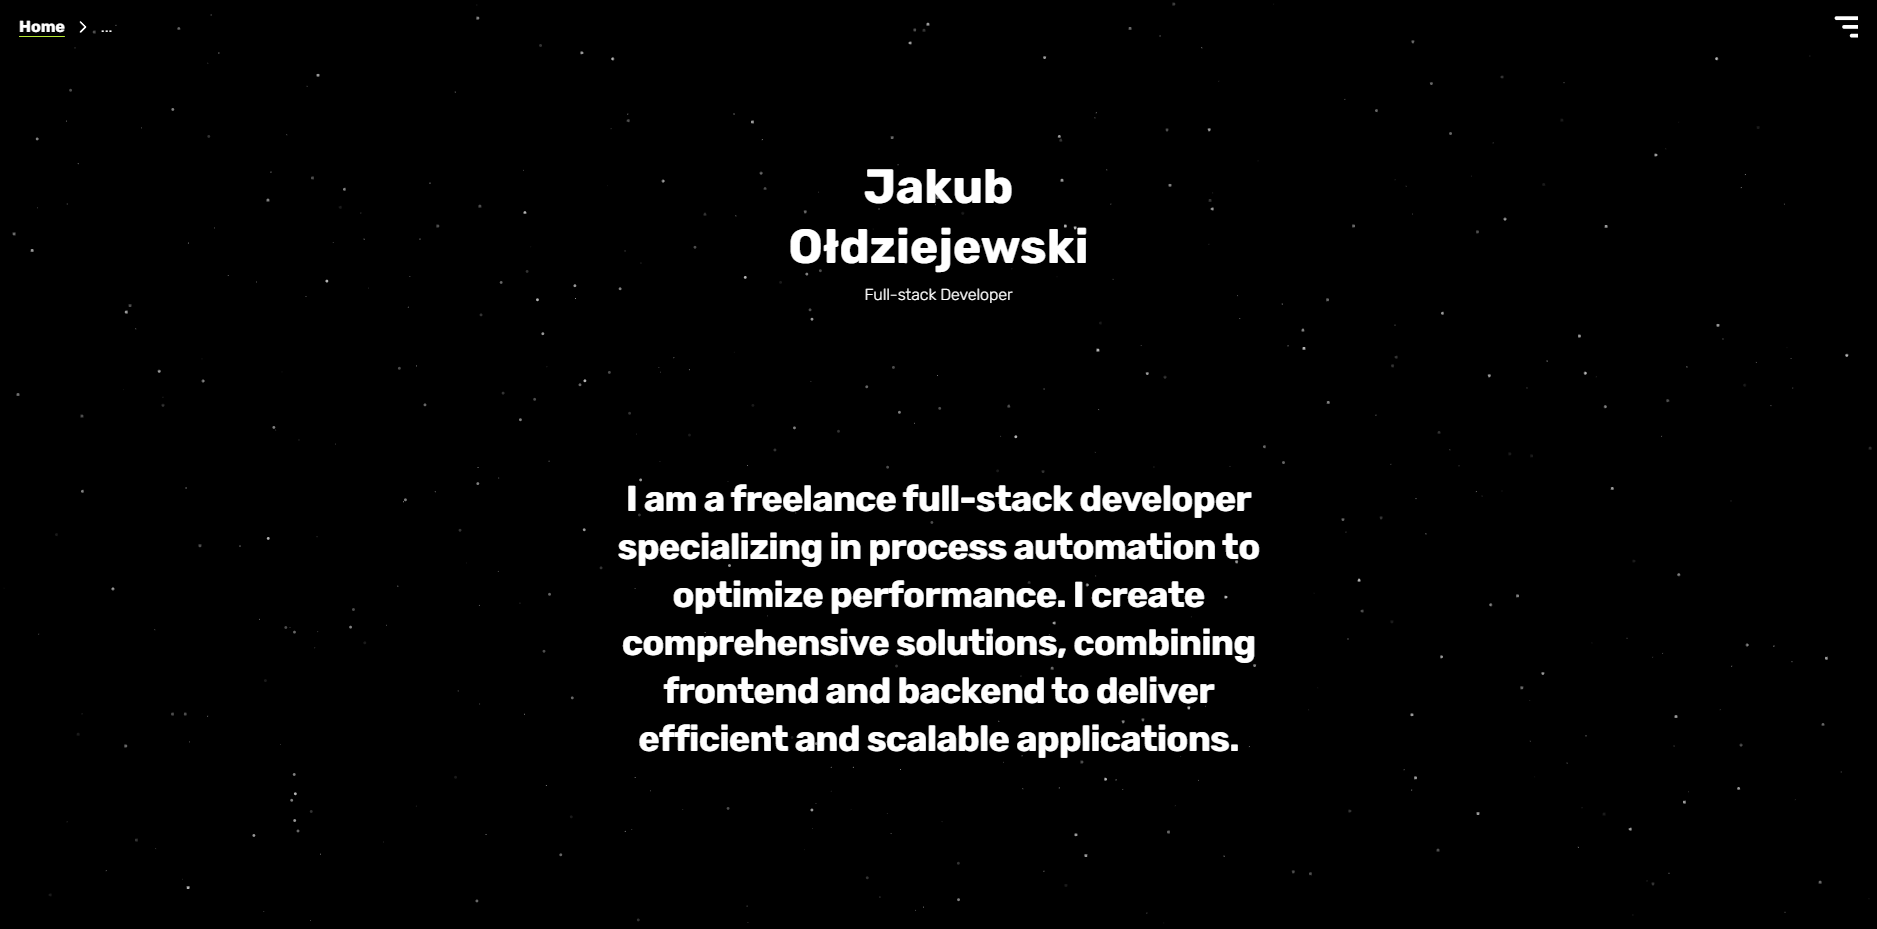 Home > ...
Jakub
Ołdziejewski
Full-stack Developer
I am a freelance full-stack developer
specializing in process automation to
optimize performance. I create
comprehensive solutions, combining
frontend and backend to deliver
efficient and scalable applications.